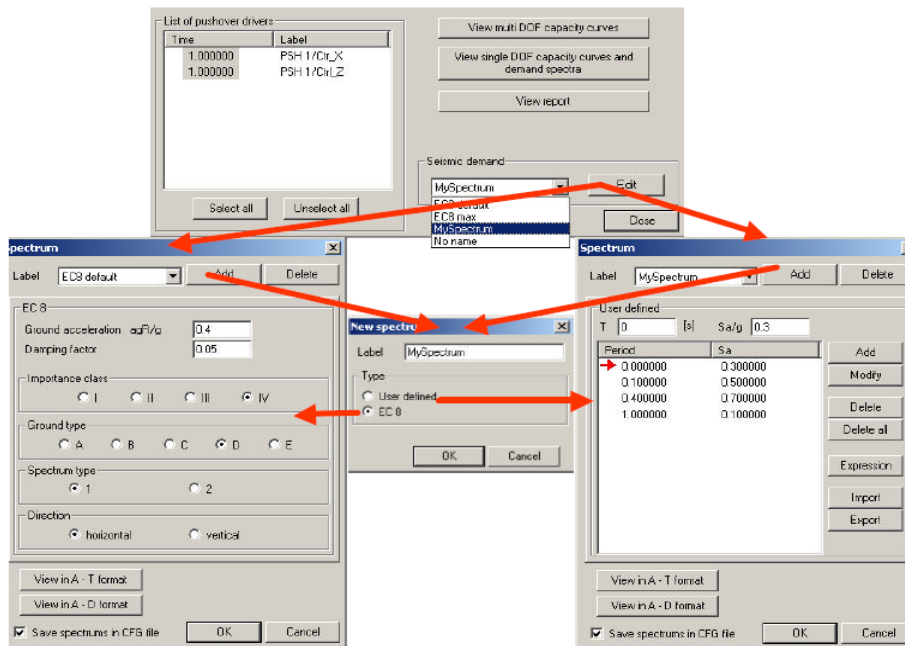 List of pushover drivers
Time Label
1.000000 PSH 1/Ctr_X
1.000000 PSH 1/Ctrl_Z
Select all Unselect all
View multi DOF capacity curves
View single DOF capacity curves and
demand spectra
View report
Seismic demand
MySpectrum Edit
EC8 default
EC8 max
MySpectrum
No name
Close
Spectrum
Label EC8 default Add Delete
EC 8
Ground acceleration agR/g 0.4
Damping factor 0.05
Importance class
I II III IV
Ground type
A B C D E
Spectrum type
1 2
Direction
horizontal vertical
View in A - T format
View in A - D format
Save spectrums in CFG file OK Cancel
New spectrum
Label MySpectrum
Type
User defined
EC 8
OK Cancel
Spectrum
Label MySpectrum Add Delete
User defined
T 0 [s] Sa/g 0.3
Period Sa
0.000000 0.300000
0.100000 0.500000
0.400000 0.700000
1.000000 0.100000
Add
Modify
Delete
Delete all
Expression
Import
Export
View in A - T format
View in A - D format
Save spectrums in CFG file OK Cancel